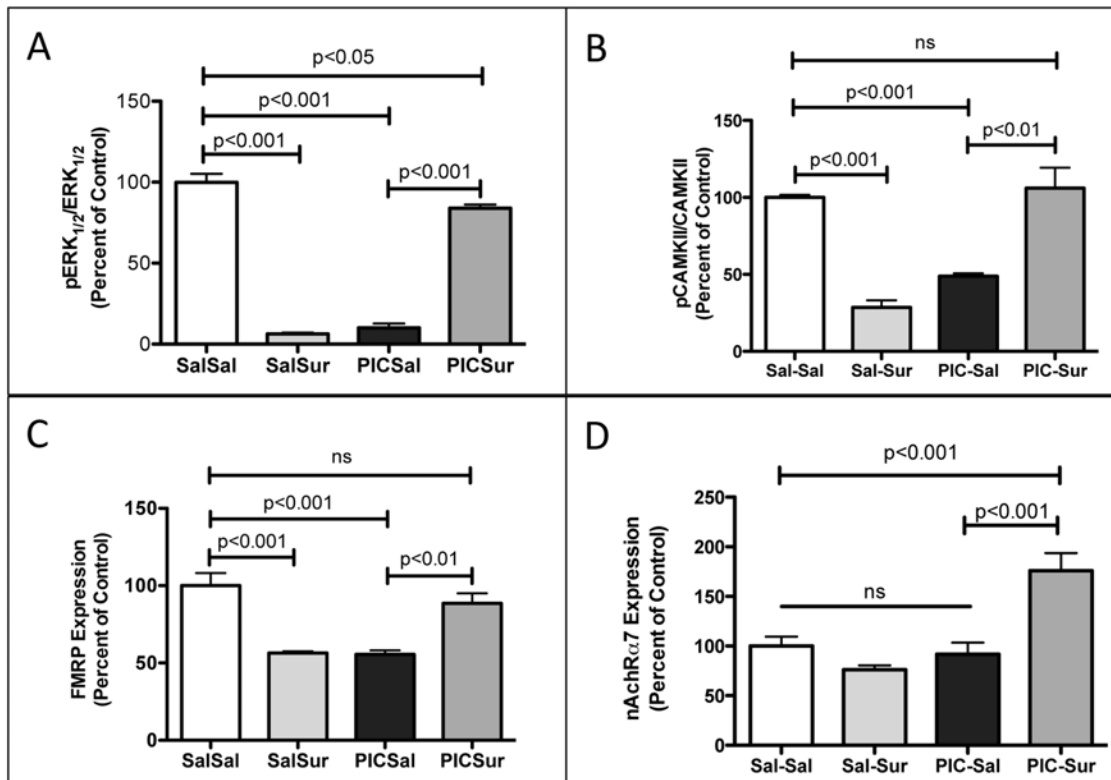 A
p<0.05
p<0.001
p<0.001
p<0.001
pERK1/2/ERK1/2
(Percent of Control)
150
100
50
0
SalSal SalSur PICSal PICSur
B
ns
p<0.001
p<0.01
p<0.001
pCAMKII/CAMKII
(Percent of Control)
150
100
50
0
Sal-Sal Sal-Sur PIC-Sal PIC-Sur
C
ns
p<0.001
p<0.001
p<0.01
FMRP Expression
(Percent of Control)
150
100
50
0
SalSal SalSur PICSal PICSur
D
p<0.001
p<0.001
ns
nAchRα7 Expression
(Percent of Control)
250
200
150
100
50
0
Sal-Sal Sal-Sur PIC-Sal PIC-Sur